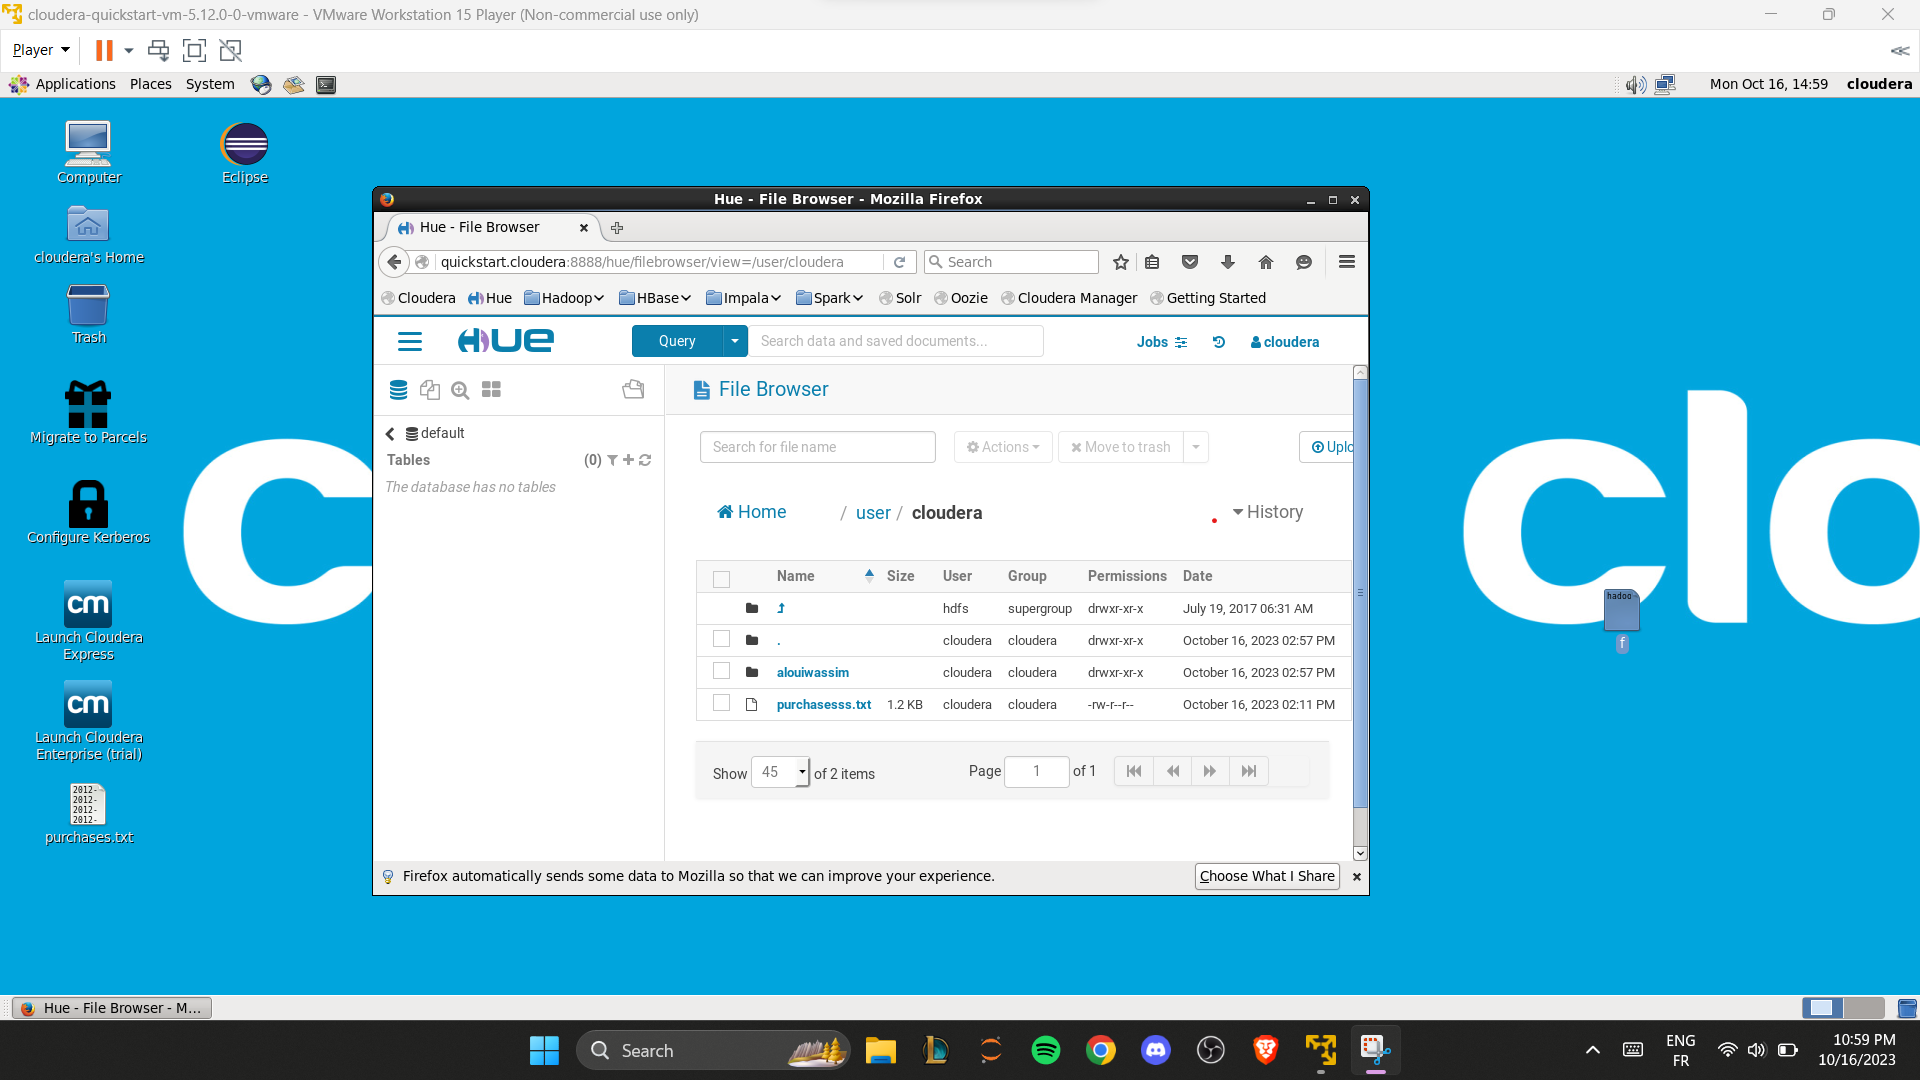 cloudera-quickstart-vm-5.12.0-0-vmware - VMware Workstation 15 Player (Non-commercial use only)
Player
Applications Places System
Mon Oct 16, 14:59 cloudera
Computer
Eclipse
cloudera's Home
Trash
Migrate to Parcels
Configure Kerberos
cm
Launch Cloudera
Express
cm
Launch Cloudera
Enterprise (trial)
2012-
2012-
2012-
2012-
purchases.txt
c
clo
hadoo
f
Hue - File Browser - Mozilla Firefox
Hue - File Browser
quickstart.cloudera:8888/hue/filebrowser/view=/user/cloudera
Search
Cloudera Hue Hadoop HBase Impala Spark Solr Oozie Cloudera Manager Getting Started
HUE
Query
Search data and saved documents...
Jobs
cloudera
File Browser
default
Tables (0)
The database has no tables
Search for file name
Actions
Move to trash
Uplo
Home / user / cloudera
History
Name Size User Group Permissions Date
hdfs supergroup drwxr-xr-x July 19, 2017 06:31 AM
. cloudera cloudera drwxr-xr-x October 16, 2023 02:57 PM
alouiwassim cloudera cloudera drwxr-xr-x October 16, 2023 02:57 PM
purchasesss.txt 1.2 KB cloudera cloudera -rw-r--r-- October 16, 2023 02:11 PM
Show 45 of 2 items
Page 1 of 1
Firefox automatically sends some data to Mozilla so that we can improve your experience.
Choose What I Share
Hue - File Browser - M...
Search
ENG
FR
10:59 PM
10/16/2023